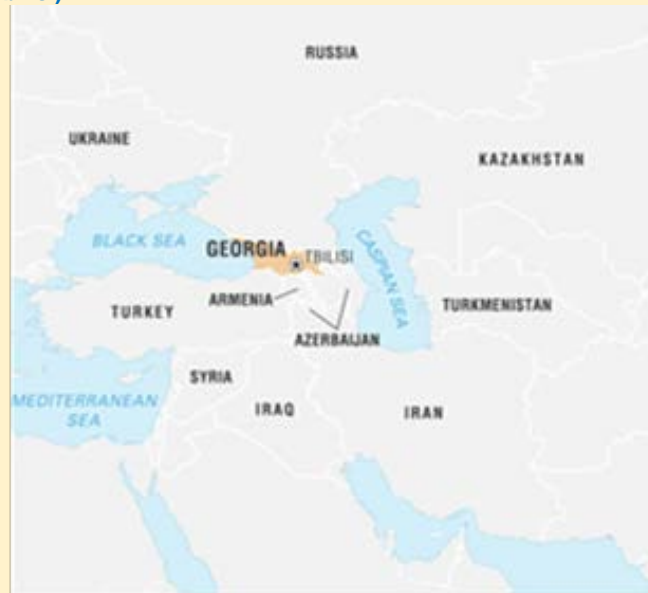 RUSSIA
UKRAINE
KAZAKHSTAN
BLACK SEA
GEORGIA
TBILISI
CASPIAN SEA
ARMENIA
TURKEY
TURKMENISTAN
AZERBAIJAN
SYRIA
MEDITERRANEAN
SEA
IRAQ
IRAN